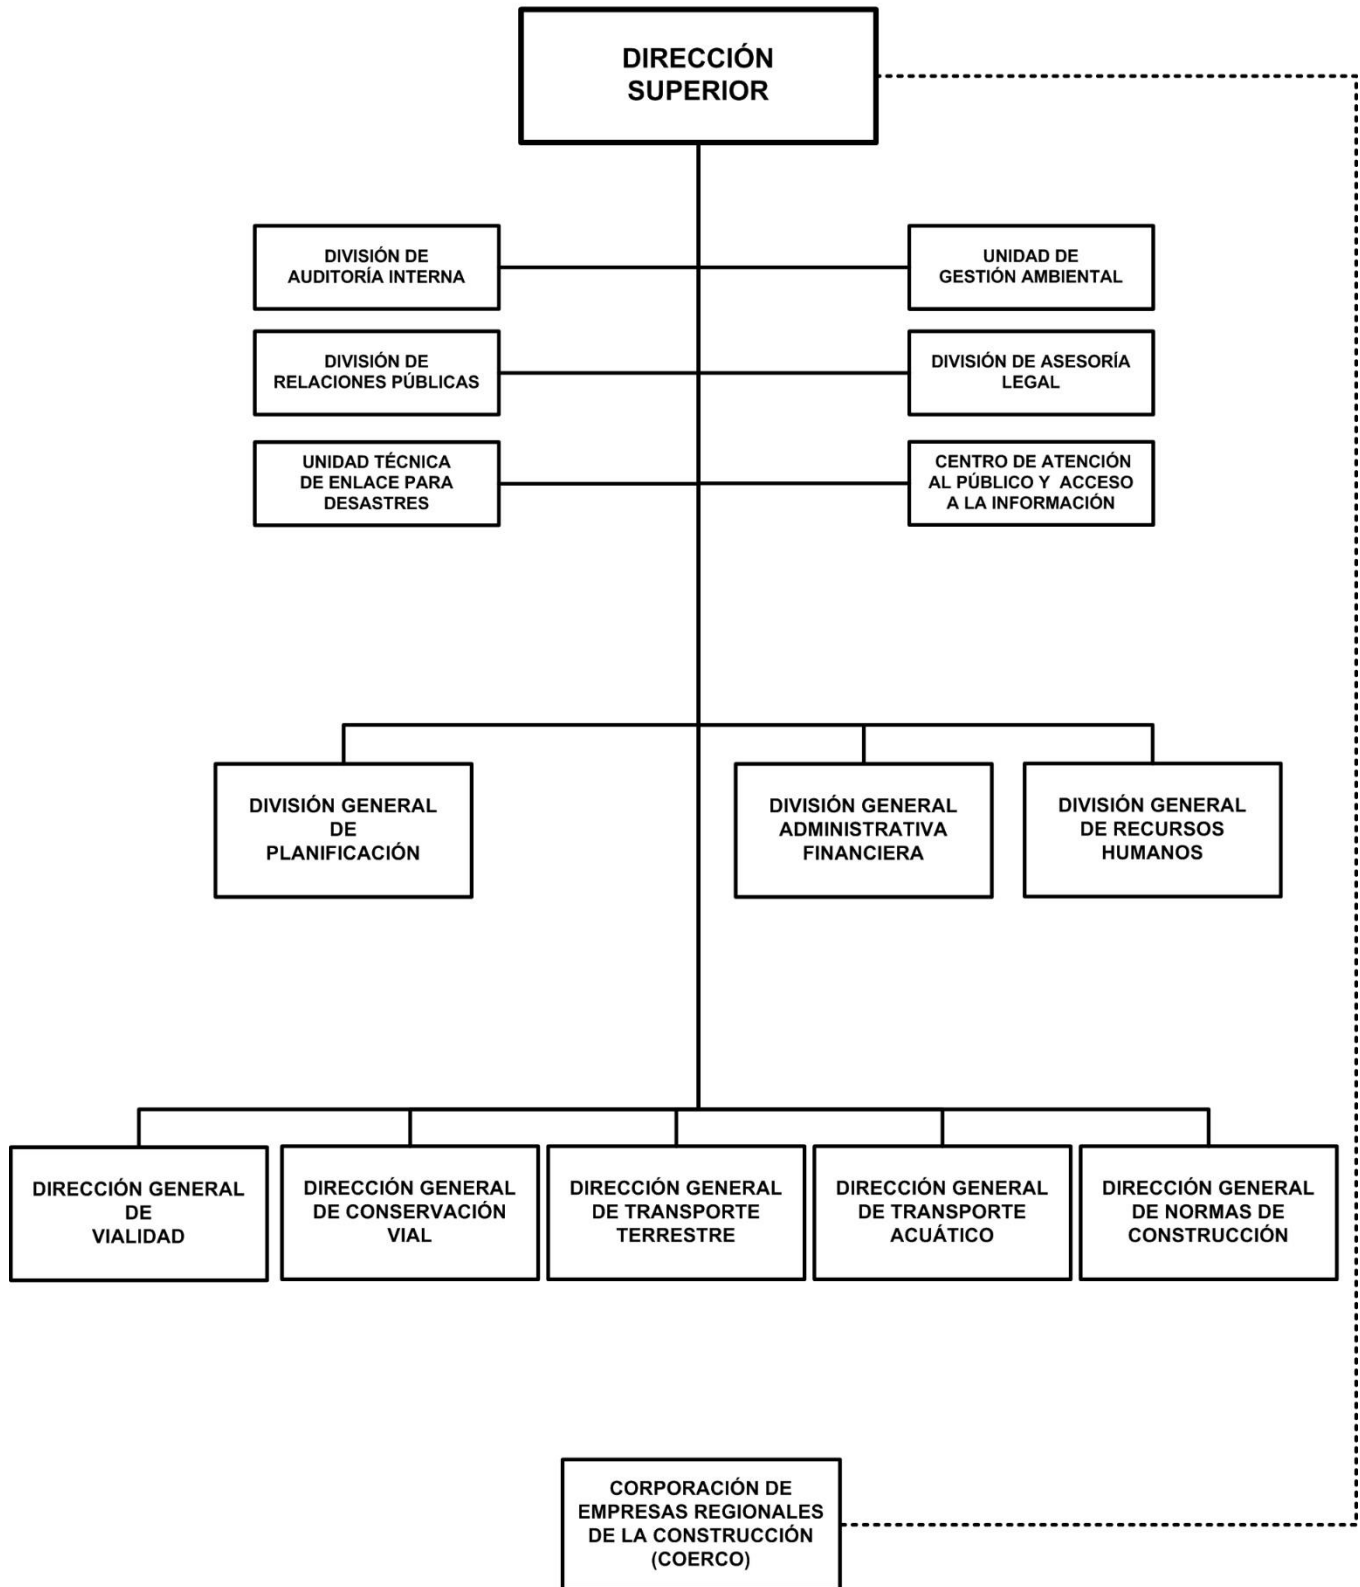 DIRECCIÓN
SUPERIOR
DIVISIÓN DE
AUDITORÍA INTERNA
UNIDAD DE
GESTIÓN AMBIENTAL
DIVISIÓN DE
RELACIONES PÚBLICAS
DIVISIÓN DE ASESORÍA
LEGAL
UNIDAD TÉCNICA
DE ENLACE PARA
DESASTRES
CENTRO DE ATENCIÓN
AL PÚBLICO Y ACCESO
A LA INFORMACIÓN
DIVISIÓN GENERAL
DE
PLANIFICACIÓN
DIVISIÓN GENERAL
ADMINISTRATIVA
FINANCIERA
DIVISIÓN GENERAL
DE RECURSOS
HUMANOS
DIRECCIÓN GENERAL
DE
VIALIDAD
DIRECCIÓN GENERAL
DE CONSERVACIÓN
VIAL
DIRECCIÓN GENERAL
DE TRANSPORTE
TERRESTRE
DIRECCIÓN GENERAL
DE TRANSPORTE
ACUÁTICO
DIRECCIÓN GENERAL
DE NORMAS DE
CONSTRUCCIÓN
CORPORACIÓN DE
EMPRESAS REGIONALES
DE LA CONSTRUCCIÓN
(COERCO)